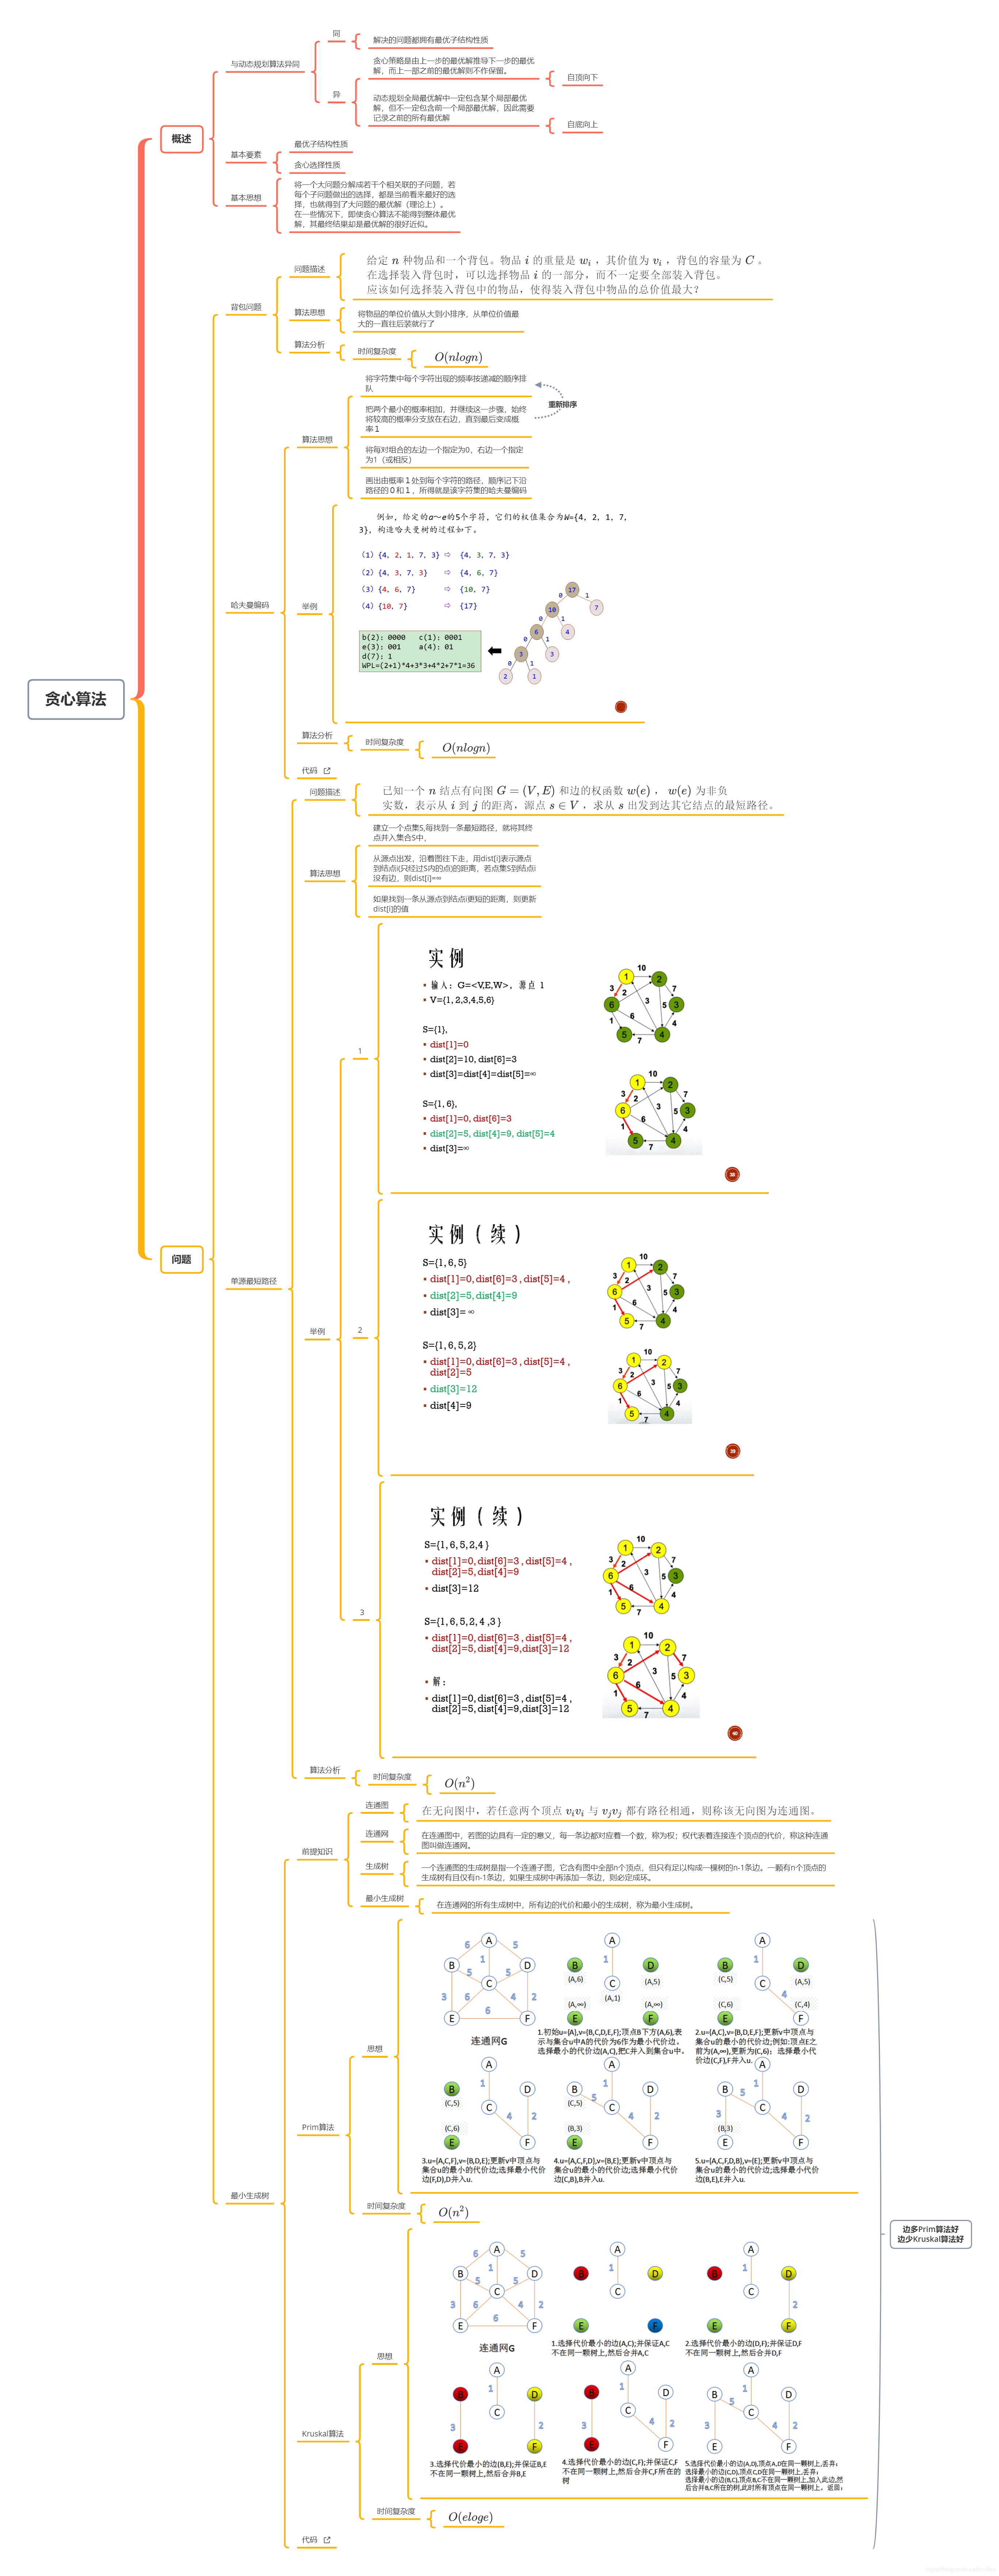 贪心算法
概述
与动态规划算法异同
同
解决的问题都拥有最优子结构性质
异
贪心策略是由上一步的最优解推导下一步的最优
解，而上一部之前的最优解则不作保留。
自顶向下
动态规划全局最优解中一定包含某个局部最优
解，但不一定包含前一个局部最优解，因此需要
记录之前的所有最优解
自底向上
基本要素
最优子结构性质
贪心选择性质
基本思想
将一个大问题分解成若干个相关联的子问题，若
每个子问题做出的选择，都是当前看来最好的选
择，也就得到了大问题的最优解（理论上）。
在一些情况下，即使贪心算法不能得到整体最优
解，其最终结果却是最优解的很好近似。
问题
背包问题
问题描述
给定 n 种物品和一个背包。物品 i 的重量是 wi ，其价值为 vi ，背包的容量为 C 。
在选择装入背包时，可以选择物品 i 的一部分，而不一定要全部装入背包。
应该如何选择装入背包中的物品，使得装入背包中物品的总价值最大？
算法思想
将物品的单位价值从大到小排序，从单位价值最
大的一直往后装就行了
算法分析
时间复杂度
O(nlogn)
哈夫曼编码
算法思想
将字符集中每个字符出现的频率按递减的顺序排
队
把两个最小的概率相加，并继续这一步骤，始终
将较高的概率分支放在右边，直到最后变成概
率１
重新排序
将每对组合的左边一个指定为0，右边一个指定
为1（或相反）
画出由概率１处到每个字符的路径，顺序记下沿
路径的０和１，所得就是该字符集的哈夫曼编码
举例
例如，给定的a～e的5个字符，它们的权值集合为W={4, 2, 1, 7,
3}，构造哈夫曼树的过程如下。
（1）{4, 2, 1, 7, 3} ⇨ {4, 3, 7, 3}
（2）{4, 3, 7, 3} ⇨ {4, 6, 7}
（3）{4, 6, 7} ⇨ {10, 7}
（4）{10, 7} ⇨ {17}
17
0 1
10 7
0 1
6 4
0 1
3 3
0 1
2 1
b(2): 0000 c(1): 0001
e(3): 001 a(4): 01
d(7): 1
WPL=(2+1)*4+3*3+4*2+7*1=36
算法分析
时间复杂度
O(nlogn)
代码
单源最短路径
问题描述
已知一个 n 结点有向图 G = (V, E) 和边的权函数 w(e) ， w(e) 为非负
实数，表示从 i 到 j 的距离，源点 s ∈ V ，求从 s 出发到达其它结点的最短路径。
算法思想
建立一个点集S,每找到一条最短路径，就将其终
点并入集合S中，
从源点出发，沿着图往下走，用dist[i]表示源点
到结点i(只经过S内的点)的距离，若点集S到结点i
没有边，则dist[i]=∞
如果找到一条从源点到结点i更短的距离，则更新
dist[i]的值
举例
1
实例
输入：G=<V,E,W>，源点 1
V={1, 2,3,4,5,6}
S={1},
dist[1]=0
dist[2]=10, dist[6]=3
dist[3]=dist[4]=dist[5]=∞
S={1, 6},
dist[1]=0, dist[6]=3
dist[2]=5, dist[4]=9, dist[5]=4
dist[3]=∞
38
2
实例（续）
S={1, 6, 5}
dist[1]=0, dist[6]=3 , dist[5]=4 ,
dist[2]=5, dist[4]=9
dist[3]= ∞
S={1, 6, 5, 2}
dist[1]=0, dist[6]=3 , dist[5]=4 ,
dist[2]=5
dist[3]=12
dist[4]=9
39
3
实例（续）
S={1, 6, 5, 2,4 }
dist[1]=0, dist[6]=3 , dist[5]=4 ,
dist[2]=5, dist[4]=9
dist[3]=12
S={1, 6, 5, 2, 4 ,3 }
dist[1]=0, dist[6]=3 , dist[5]=4 ,
dist[2]=5, dist[4]=9,dist[3]=12
解：
dist[1]=0, dist[6]=3 , dist[5]=4 ,
dist[2]=5, dist[4]=9,dist[3]=12
40
算法分析
时间复杂度
O(n²)
最小生成树
前提知识
连通图
在无向图中，若任意两个顶点 vivi 与 vjvj 都有路径相通，则称该无向图为连通图。
连通网
在连通图中，若图的边具有一定的意义，每一条边都对应着一个数，称为权；权代表着连接连个顶点的代价，称这种连通
图叫做连通网。
生成树
一个连通图的生成树是指一个连通子图，它含有图中全部n个顶点，但只有足以构成一棵树的n-1条边。一颗有n个顶点的
生成树有且仅有n-1条边，如果生成树中再添加一条边，则必定成环。
最小生成树
在连通网的所有生成树中，所有边的代价和最小的生成树，称为最小生成树。
Prim算法
思想
连通网G
1.初始u={A},v={B,C,D,E,F};顶点B下方(A,6),表
示与集合u中A的代价为6作为最小代价边，
选择最小的代价边(A,C),把C并入到集合u中。
2.u={A,C},v={B,D,E,F};更新v中顶点与
集合u的最小的代价边;例如:顶点E之
前为(A,∞),更新为(C,6)；选择最小代
价边(C,F),F并入u.
3.u={A,C,F},v={B,D,E};更新v中顶点与
集合u的最小的代价边;选择最小代价
边(F,D),D并入u.
4.u={A,C,F,D},v={B,E};更新v中顶点与
集合u的最小的代价边;选择最小代价
边(C,B),B并入u.
5.u={A,C,F,D,B},v={E};更新v中顶点与
集合u的最小的代价边;选择最小代价
边(B,E),E并入u.
时间复杂度
O(n²)
Kruskal算法
思想
连通网G
1.选择代价最小的边(A,C);并保证A,C
不在同一颗树上,然后合并A,C
2.选择代价最小的边(D,F);并保证D,F
不在同一颗树上,然后合并D,F
3.选择代价最小的边(B,E);并保证B,E
不在同一颗树上,然后合并B,E
4.选择代价最小的边(C,F);并保证C,F
不在同一颗树上,然后合并C,F所在的
树
5.选择代价最小的边(A,D),顶点A,D在同一颗树上,丢弃;
选择最小的边(C,D),顶点C,D在同一颗树上,丢弃;
选择最小的边(B,C),顶点B,C不在同一颗树上,加入此边,然
后合并B,C所在的树,此时所有顶点在同一颗树上，返回;
时间复杂度
O(eloge)
代码
边多Prim算法好
边少Kruskal算法好